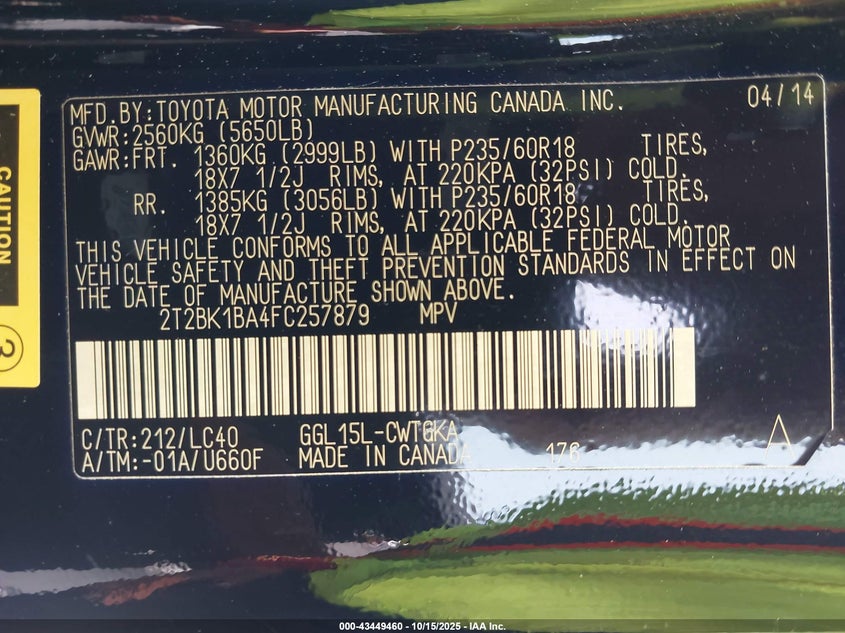 MFD.BY:TOYOTA MOTOR MANUFACTURING CANADA INC. 04/14
GVWR:2560KG (5650LB)
GAWR:FRT. 1360KG (2999LB) WITH P235/60R18 TIRES,
18X7 1/2J RIMS, AT 220KPA (32PSI) COLD.
RR. 1385KG (3056LB) WITH P235/60R18 TIRES,
18X7 1/2J RIMS, AT 220KPA (32PSI) COLD.
THIS VEHICLE CONFORMS TO ALL APPLICABLE FEDERAL MOTOR
VEHICLE SAFETY AND THEFT PREVENTION STANDARDS IN EFFECT ON
THE DATE OF MANUFACTURE SHOWN ABOVE.
2T2BK1BA4FC257879 MPV
C/TR:212/LC40 GGL15L-CWTGKA
A/TM:-01A/U660F MADE IN CANADA 176 A
CAUTION
3
000-43449460 - 10/15/2025 - IAA Inc.